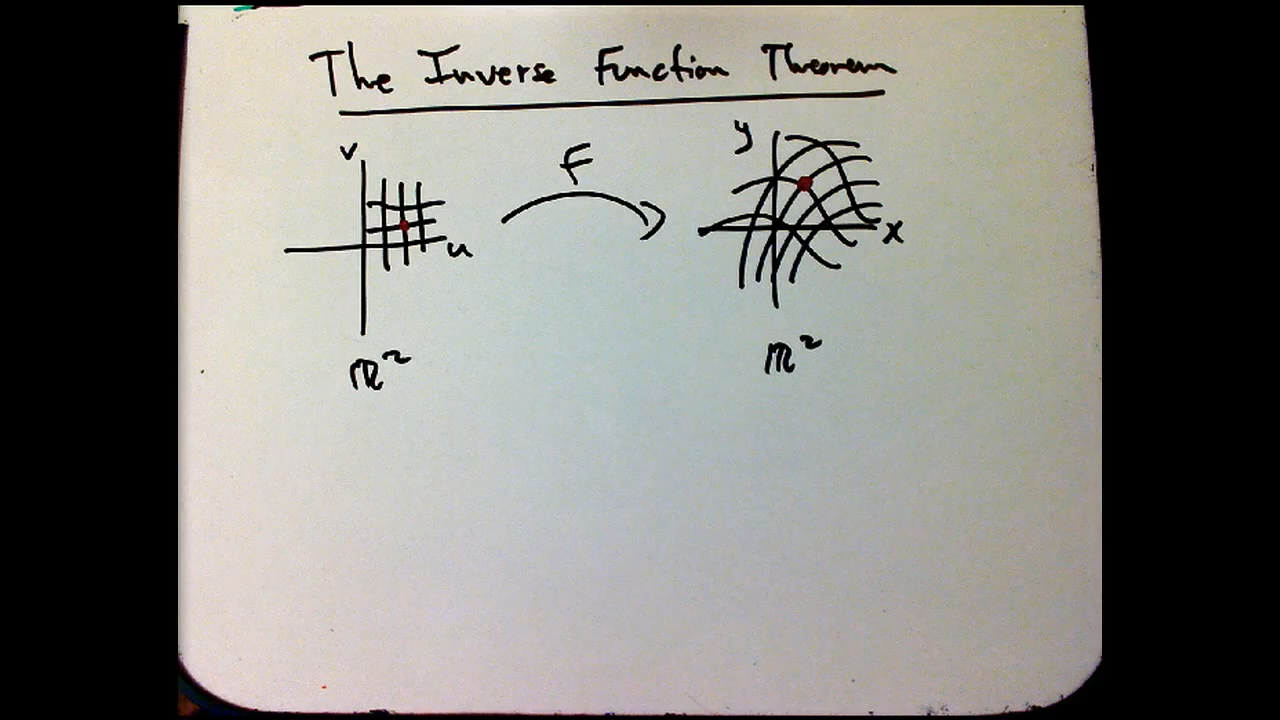 The Inverse Function Theorem
v
F
y
u
x
ℝ²
ℝ²